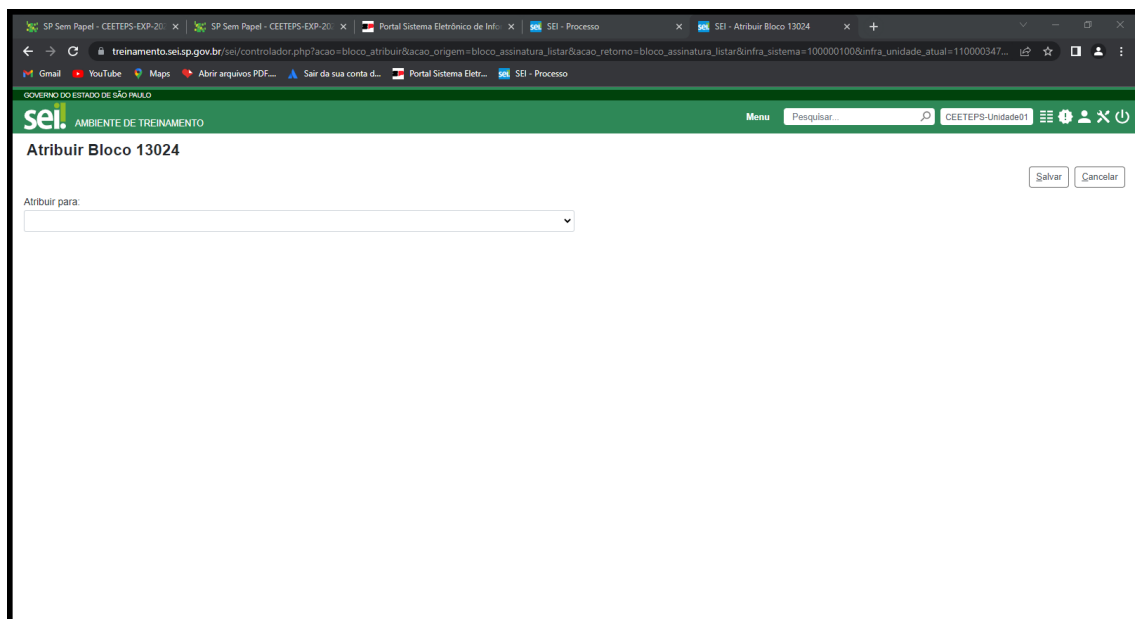 SP Sem Papel - CEETEPS-EXP-20
SP Sem Papel - CEETEPS-EXP-20
Portal Sistema Eletrônico de Infor
SEI - Processo
SEI - Atribuir Bloco 13024
treinamento.sei.sp.gov.br/sei/controlador.php?acao=bloco_atribuir&acao_origem=bloco_assinatura_listar&acao_retorno=bloco_assinatura_listar&infra_sistema=100000100&infra_unidade_atual=110000347...
Gmail YouTube Maps Abrir arquivos PDF.... Sair da sua conta d... Portal Sistema Eletr... SEI - Processo
GOVERNO DO ESTADO DE SÃO PAULO
sei! AMBIENTE DE TREINAMENTO Menu Pesquisar... CEETEPS-Unidade01
Atribuir Bloco 13024
Salvar Cancelar
Atribuir para: